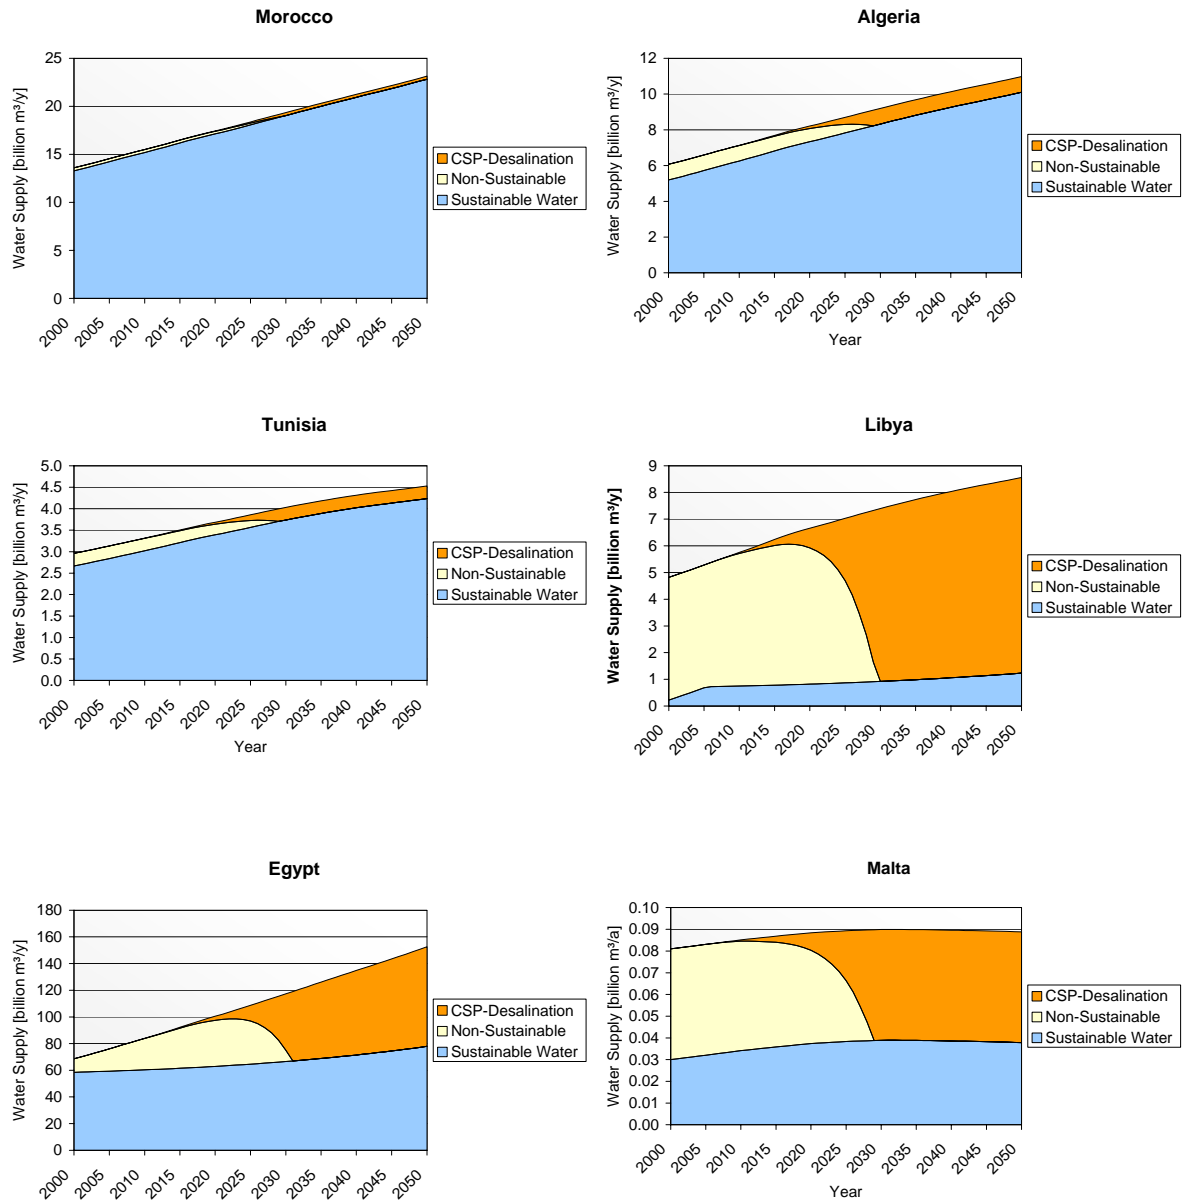 Morocco
Water Supply [billion m³/y]
25
20
15
10
5
0
2000 2005 2010 2015 2020 2025 2030 2035 2040 2045 2050
CSP-Desalination
Non-Sustainable
Sustainable Water
Algeria
Water Supply [billion m³/y]
12
10
8
6
4
2
0
2000 2005 2010 2015 2020 2025 2030 2035 2040 2045 2050
Year
CSP-Desalination
Non-Sustainable
Sustainable Water
Tunisia
Water Supply [billion m³/y]
5.0
4.5
4.0
3.5
3.0
2.5
2.0
1.5
1.0
0.5
0.0
2000 2005 2010 2015 2020 2025 2030 2035 2040 2045 2050
Year
CSP-Desalination
Non-Sustainable
Sustainable Water
Libya
Water Supply [billion m³/y]
9
8
7
6
5
4
3
2
1
0
2000 2005 2010 2015 2020 2025 2030 2035 2040 2045 2050
CSP-Desalination
Non-Sustainable
Sustainable Water
Egypt
Water Supply [billion m³/y]
180
160
140
120
100
80
60
40
20
0
2000 2005 2010 2015 2020 2025 2030 2035 2040 2045 2050
CSP-Desalination
Non-Sustainable
Sustainable Water
Malta
Water Supply [billion m³/a]
0.10
0.09
0.08
0.07
0.06
0.05
0.04
0.03
0.02
0.01
0.00
2000 2005 2010 2015 2020 2025 2030 2035 2040 2045 2050
Year
CSP-Desalination
Non-Sustainable
Sustainable Water